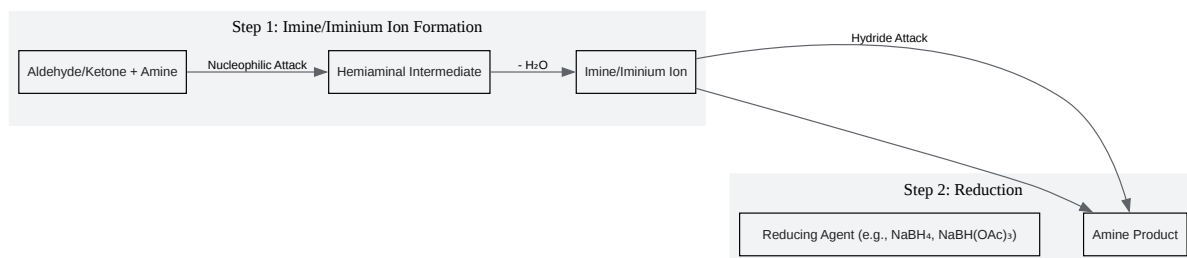 Step 1: Imine/Iminium Ion Formation
Aldehyde/Ketone + Amine
Nucleophilic Attack
Hemiaminal Intermediate
- H₂O
Imine/Iminium Ion
Hydride Attack
Step 2: Reduction
Reducing Agent (e.g., NaBH₄, NaBH(OAc)₃)
Amine Product